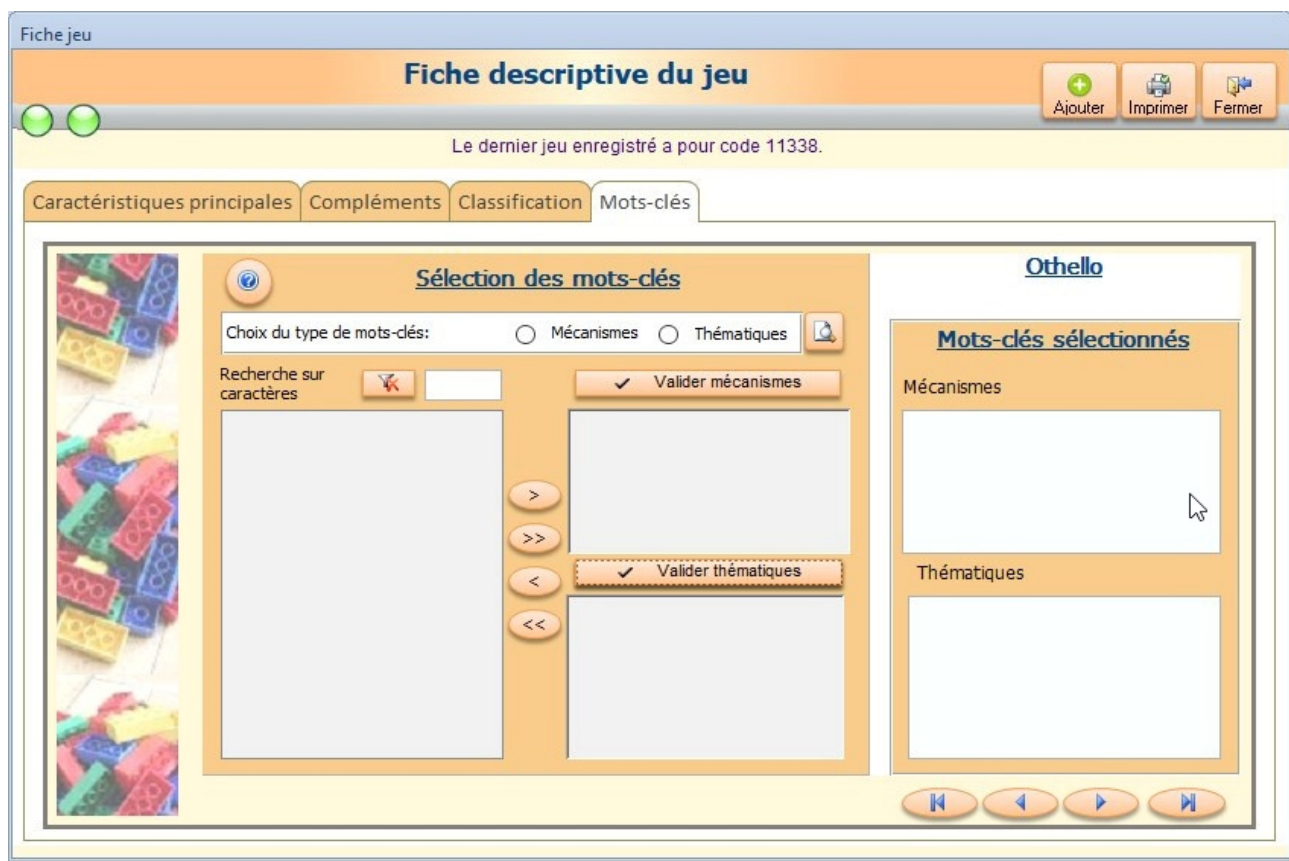 Fiche jeu
Fiche descriptive du jeu
Ajouter
Imprimer
Fermer
Le dernier jeu enregistré a pour code 11338.
Caractéristiques principales
Compléments
Classification
Mots-clés
Sélection des mots-clés
Choix du type de mots-clés:
Mécanismes
Thématiques
Recherche sur
caractères
Valider mécanismes
>
>>
<
<<
Valider thématiques
Othello
Mots-clés sélectionnés
Mécanismes
Thématiques